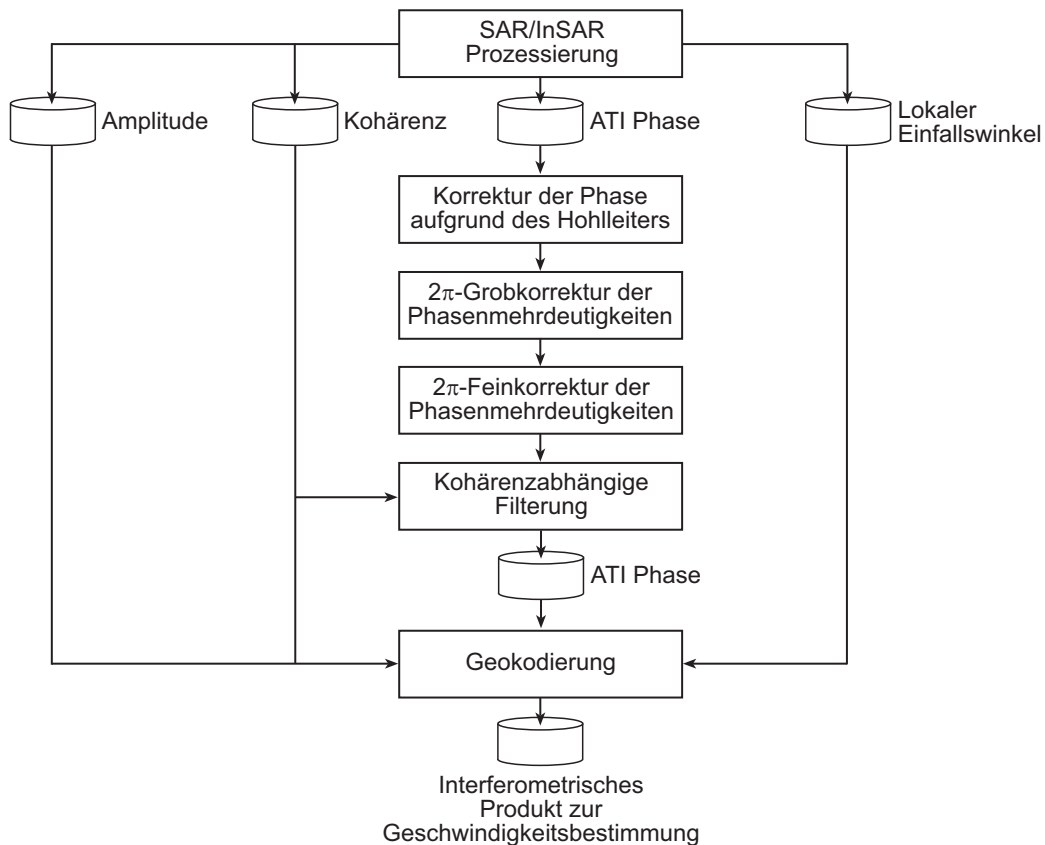 SAR/InSAR
Prozessierung
Amplitude
Kohärenz
ATI Phase
Lokaler
Einfallswinkel
Korrektur der Phase
aufgrund des Hohlleiters
2π-Grobkorrektur der
Phasenmehrdeutigkeiten
2π-Feinkorrektur der
Phasenmehrdeutigkeiten
Kohärenzabhängige
Filterung
ATI Phase
Geokodierung
Interferometrisches
Produkt zur
Geschwindigkeitsbestimmung